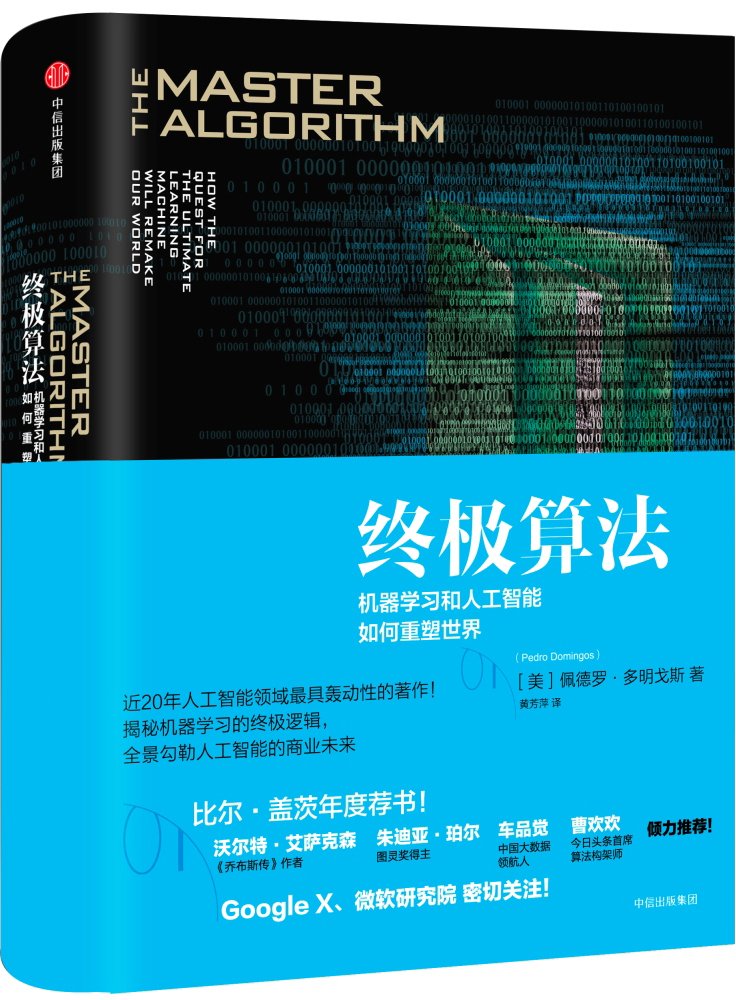 中信出版集团
THE
MASTER
ALGORITHM
HOW THE
QUEST FOR
THE ULTIMATE
LEARNING
MACHINE
WILL REMAKE
OUR WORLD
THE
MASTER
ALGORITHM
终极算法
机器学习和人
如何重塑
终极算法
机器学习和人工智能
如何重塑世界
(Pedro Domingos)
[美] 佩德罗·多明戈斯 著
黄芳萍 译
近20年人工智能领域最具轰动性的著作!
揭秘机器学习的终极逻辑,
全景勾勒人工智能的商业未来
比尔·盖茨年度荐书!
沃尔特·艾萨克森
《乔布斯传》作者
朱迪亚·珀尔
图灵奖得主
车品觉
中国大数据
领航人
曹欢欢
今日头条首席
算法构架师
倾力推荐!
Google X、微软研究院 密切关注!
中信出版集团